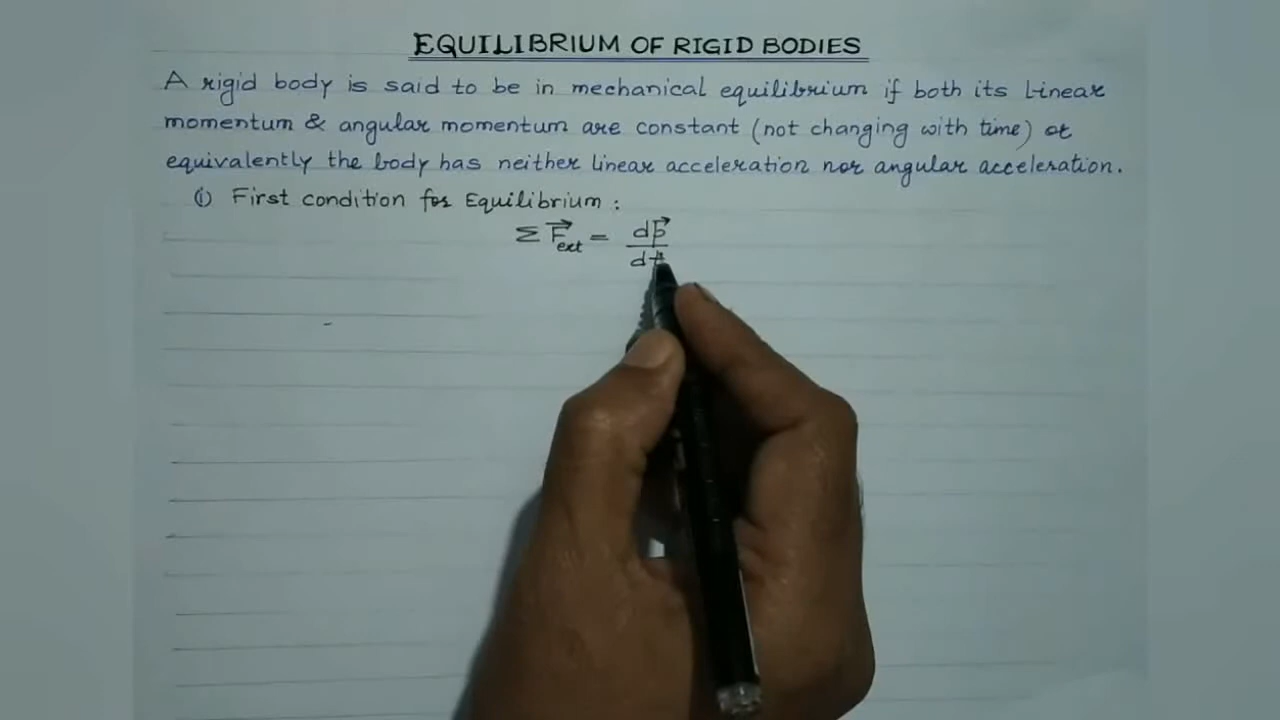 EQUILIBRIUM OF RIGID BODIES
A rigid body is said to be in mechanical equilibrium if both its Linear
momentum & angular momentum are constant (not changing with time) or
equivalently the body has neither linear acceleration nor angular acceleration.
(i) First condition for Equilibrium :
Σ F⃗ext = dp⃗/dt